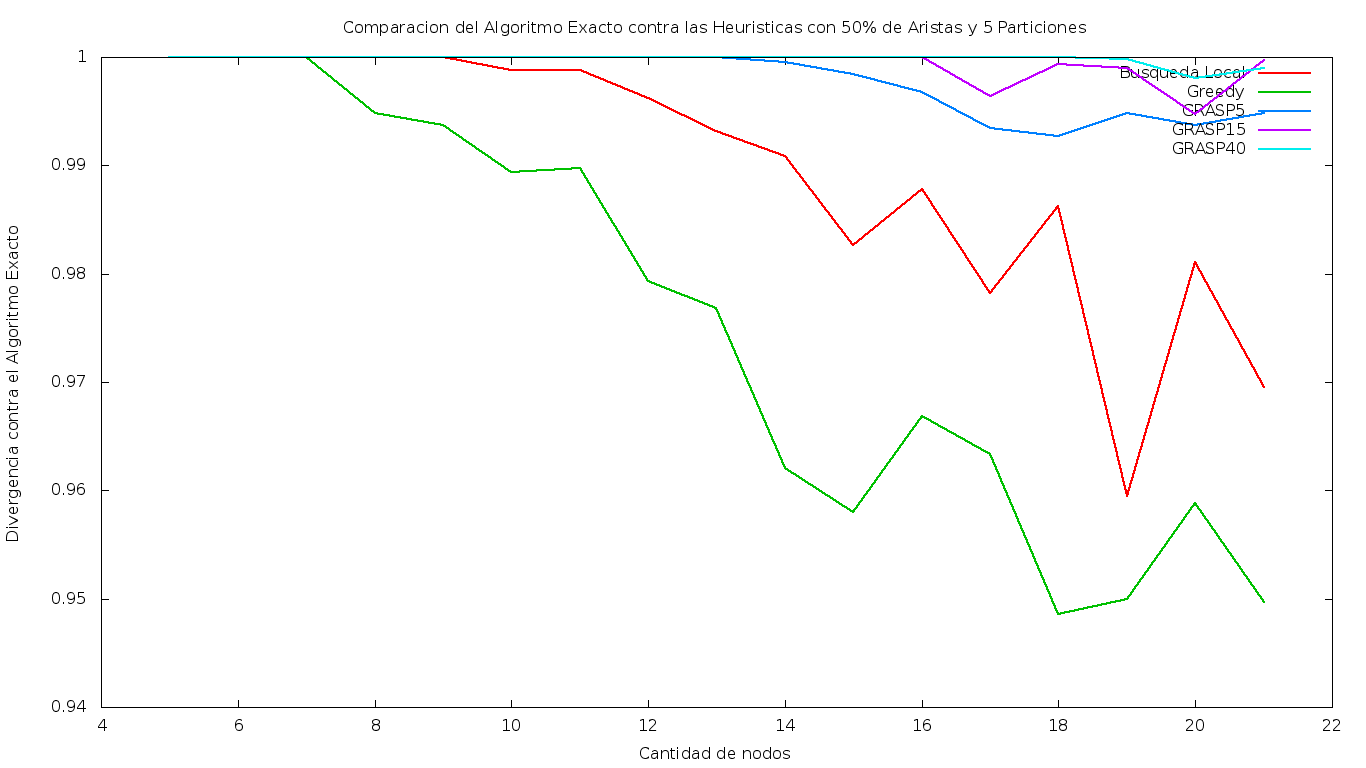 Comparacion del Algoritmo Exacto contra las Heuristicas con 50% de Aristas y 5 Particiones
1
0.99
0.98
0.97
0.96
0.95
0.94
Divergencia contra el Algoritmo Exacto
Busqueda Local
Greedy
GRASP5
GRASP15
GRASP40
4 6 8 10 12 14 16 18 20 22
Cantidad de nodos